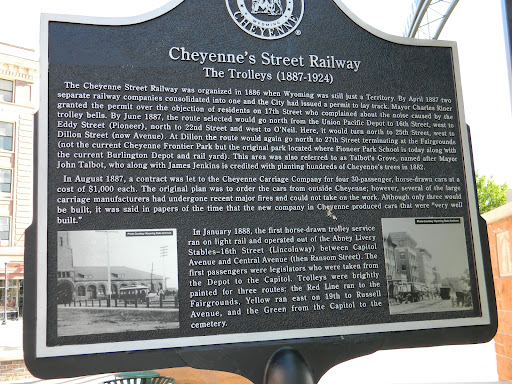 CHEYENNE
Cheyenne's Street Railway
The Trolleys (1887-1924)
The Cheyenne Street Railway was organized in 1886 when Wyoming was still just a Territory. By April 1887 two
separate railway companies consolidated into one and the City had issued a permit to lay track. Mayor Charles Riner
granted the permit over the objection of residents on 17th Street who complained about the noise caused by the
trolley bells. By June 1887, the route selected would go north from the Union Pacific Depot to 16th Street, west to
Eddy Street (Pioneer), north to 22nd Street and west to O'Neil. Here, it would turn north to 25th Street, west to
Dillon Street (now Avenue). At Dillon the route would again go north to 27th Street terminating at the Fairgrounds.
(not the current Cheyenne Frontier Park but the original park located where Pioneer Park School is today along with
the current Burlington Depot and rail yard). This area was also referred to as Talbot's Grove, named after Mayor
John Talbot, who along with James Jenkins is credited with planting hundreds of Cheyenne's trees in 1882.
In August 1887, a contract was let to the Cheyenne Carriage Company for four 30-passenger, horse-drawn cars at a
cost of $1,000 each. The original plan was to order the cars from outside Cheyenne; however, several of the large
carriage manufacturers had undergone recent major fires and could not take on the work. Although only three would
be built, it was said in papers of the time that the new company in Cheyenne produced cars that were "very well
built."
In January 1888, the first horse-drawn trolley service
ran on light rail and operated out of the Abney Livery
Stables-16th Street (Lincolnway) between Capitol
Avenue and Central Avenue (then Ransom Street). The
first passengers were legislators who were taken from
the Depot to the Capitol. Trolleys were brightly
painted for three routes; the Red Line ran to the
Fairgrounds, Yellow ran east on 19th to Russell
Avenue, and the Green from the Capitol to the
cemetery.